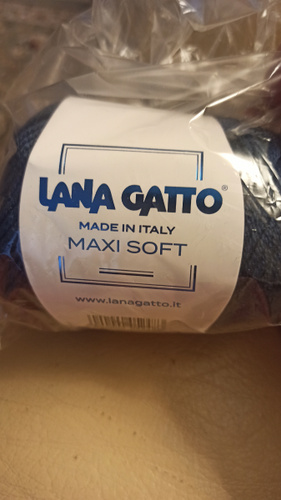 LANA GATTO®
MADE IN ITALY
MAXI SOFT
www.lanagatto.it